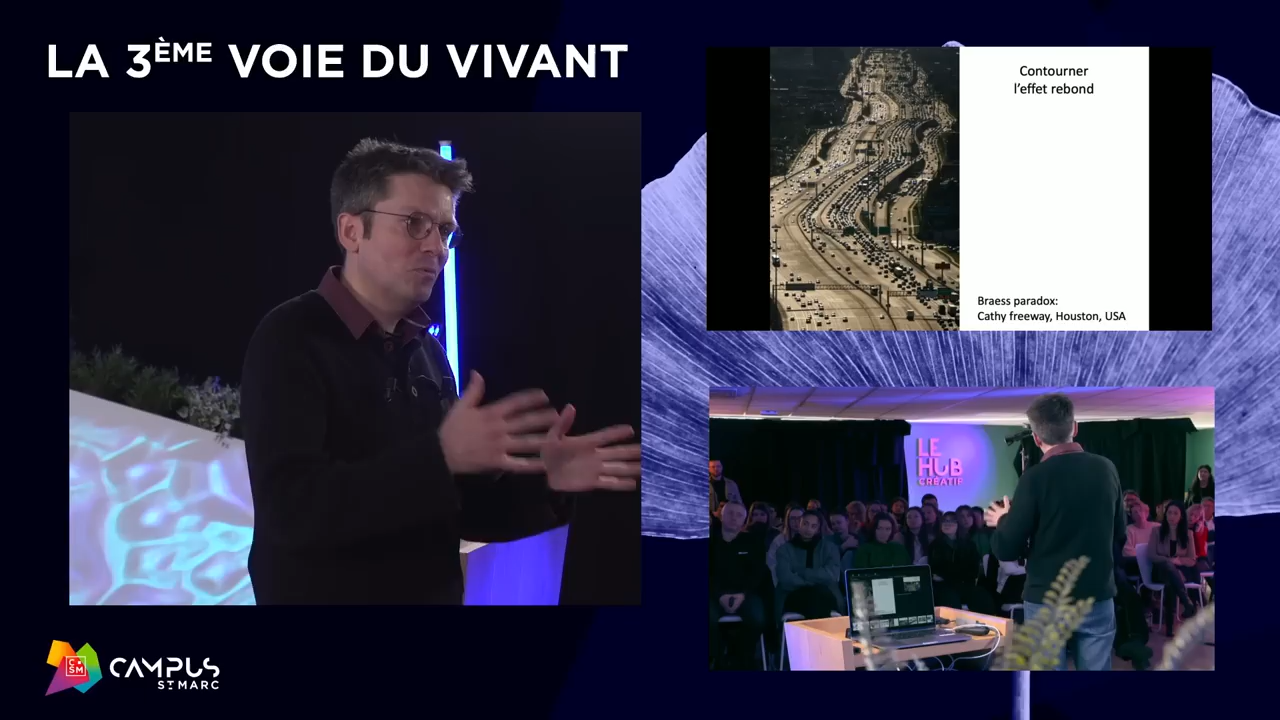 LA 3ÈME VOIE DU VIVANT
Contourner
l'effet rebond
Braess paradox:
Cathy freeway, Houston, USA
LE
HUB
CRÉATIF
C
SM
CAMPUS
ST MARC